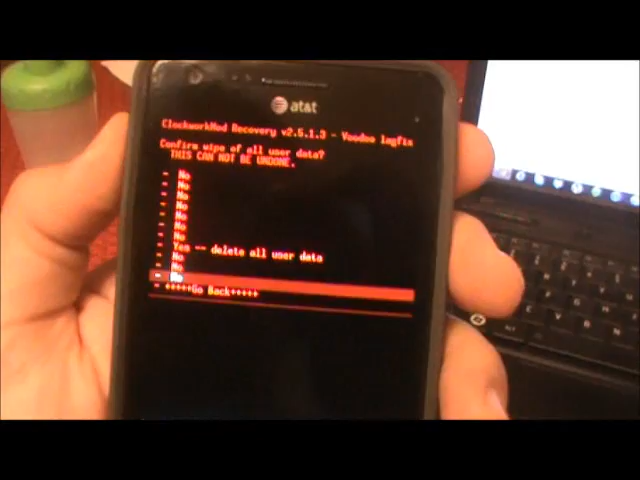 at&t
ClockworkMod Recovery v2.5.1.3 - Voodoo lagfix
Confirm wipe of all user data?
THIS CAN NOT BE UNDONE.
- No
- No
- No
- No
- No
- No
- No
- Yes -- delete all user data
- No
- No
- No
- +++++Go Back+++++